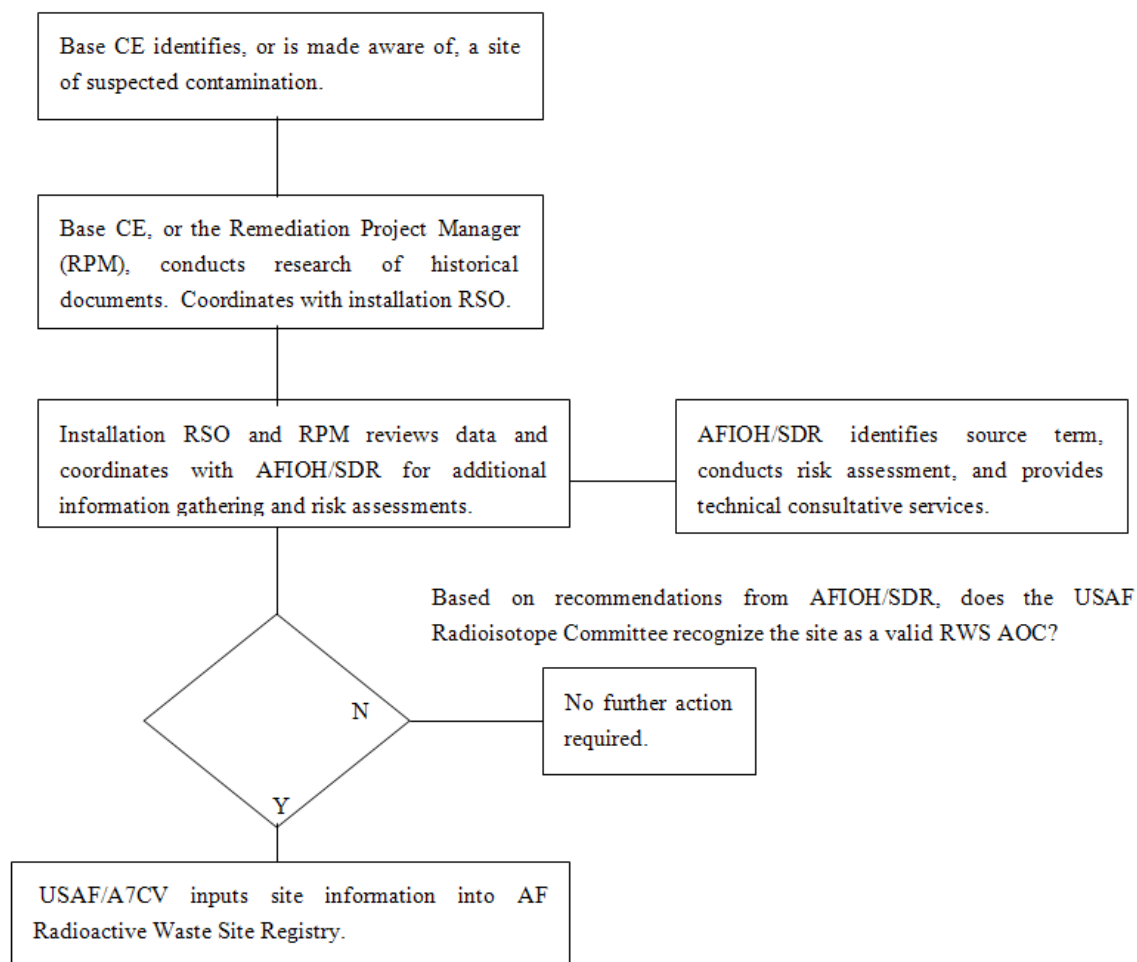 Base CE identifies, or is made aware of, a site
of suspected contamination.
Base CE, or the Remediation Project Manager
(RPM), conducts research of historical
documents. Coordinates with installation RSO.
Installation RSO and RPM reviews data and
coordinates with AFIOH/SDR for additional
information gathering and risk assessments.
AFIOH/SDR identifies source term,
conducts risk assessment, and provides
technical consultative services.
Based on recommendations from AFIOH/SDR, does the USAF
Radioisotope Committee recognize the site as a valid RWS AOC?
N
No further action
required.
Y
USAF/A7CV inputs site information into AF
Radioactive Waste Site Registry.